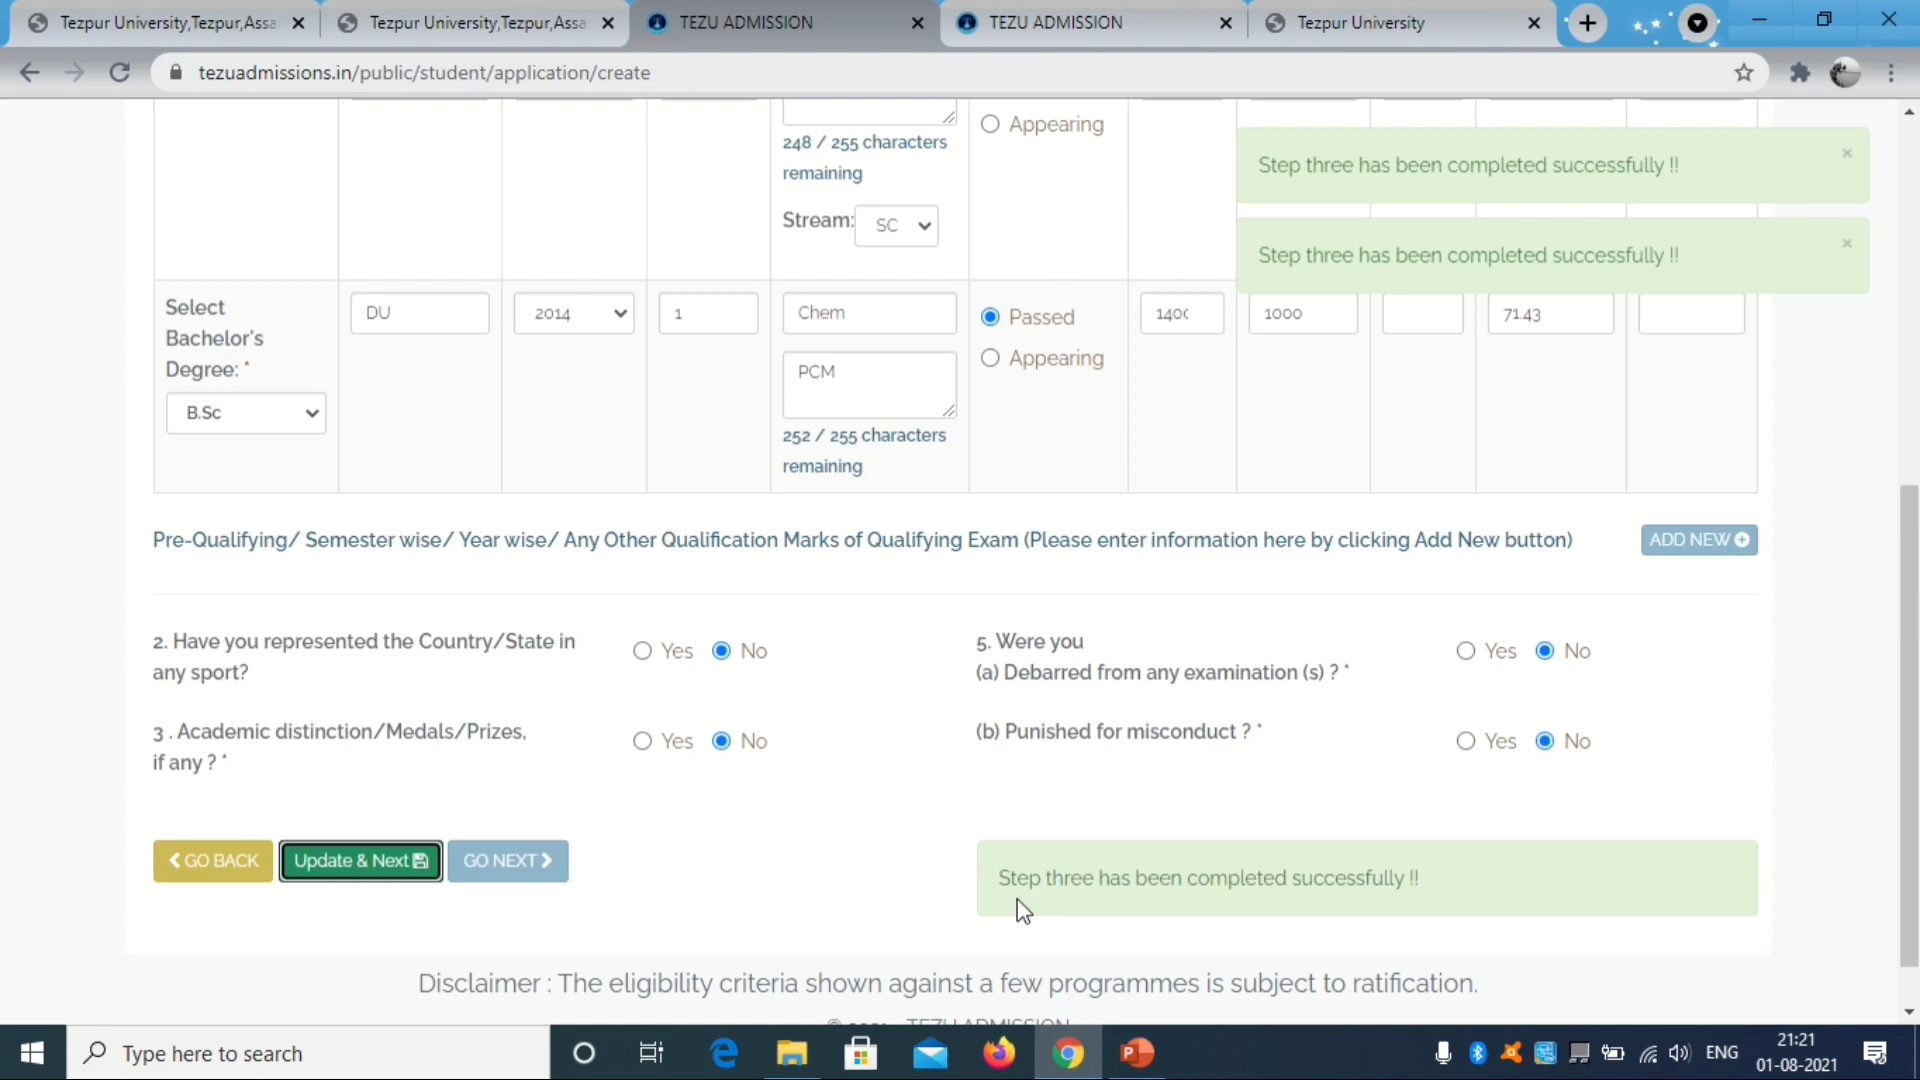 Tezpur University,Tezpur,Assa
Tezpur University,Tezpur,Assa
TEZU ADMISSION
TEZU ADMISSION
Tezpur University
tezuadmissions.in/public/student/application/create
248 / 255 characters
remaining
Stream:
SC
Appearing
Step three has been completed successfully !!
Step three has been completed successfully !!
Select
Bachelor's
Degree: *
B.Sc
DU
2014
1
Chem
PCM
252 / 255 characters
remaining
Passed
Appearing
1000
71.43
Pre-Qualifying/ Semester wise/ Year wise/ Any Other Qualification Marks of Qualifying Exam (Please enter information here by clicking Add New button)
ADD NEW
2. Have you represented the Country/State in
any sport?
Yes No
5. Were you
(a) Debarred from any examination (s) ? *
Yes No
3 . Academic distinction/Medals/Prizes,
if any ? *
Yes No
(b) Punished for misconduct ? *
Yes No
GO BACK
Update & Next
GO NEXT
Step three has been completed successfully !!
Disclaimer : The eligibility criteria shown against a few programmes is subject to ratification.
TEZU ADMISSION
Type here to search
ENG
21:21
01-08-2021